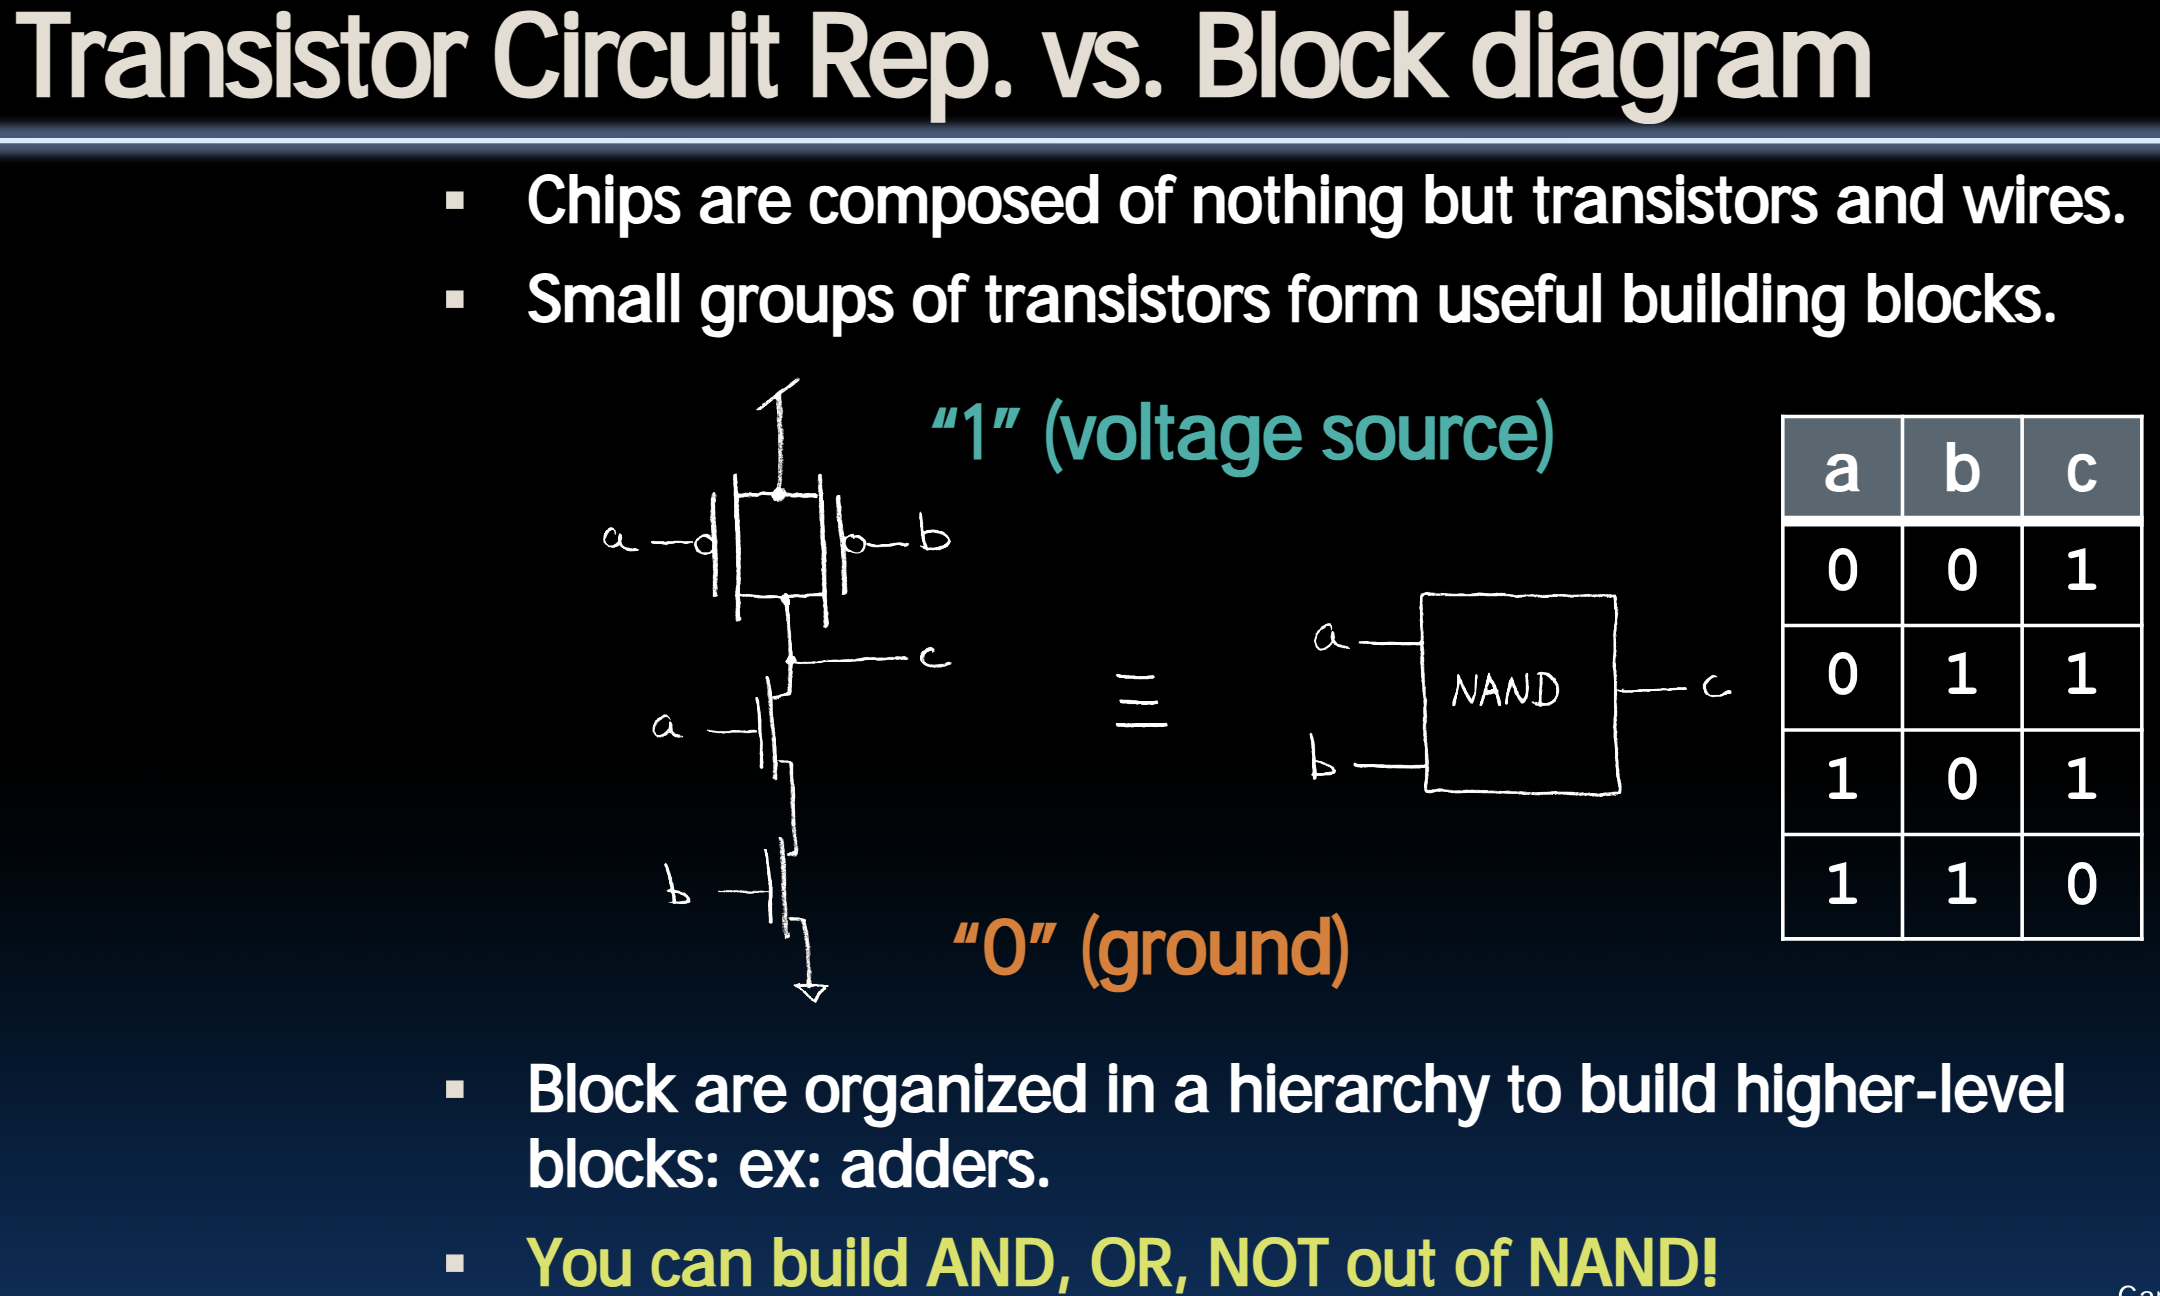 Transistor Circuit Rep. vs. Block diagram
▪ Chips are composed of nothing but transistors and wires.
▪ Small groups of transistors form useful building blocks.
“1” (voltage source)
a b
c
a
b
“0” (ground)
≡
a
b
NAND
c
a b c
0 0 1
0 1 1
1 0 1
1 1 0
▪ Block are organized in a hierarchy to build higher-level
blocks: ex: adders.
▪ You can build AND, OR, NOT out of NAND!